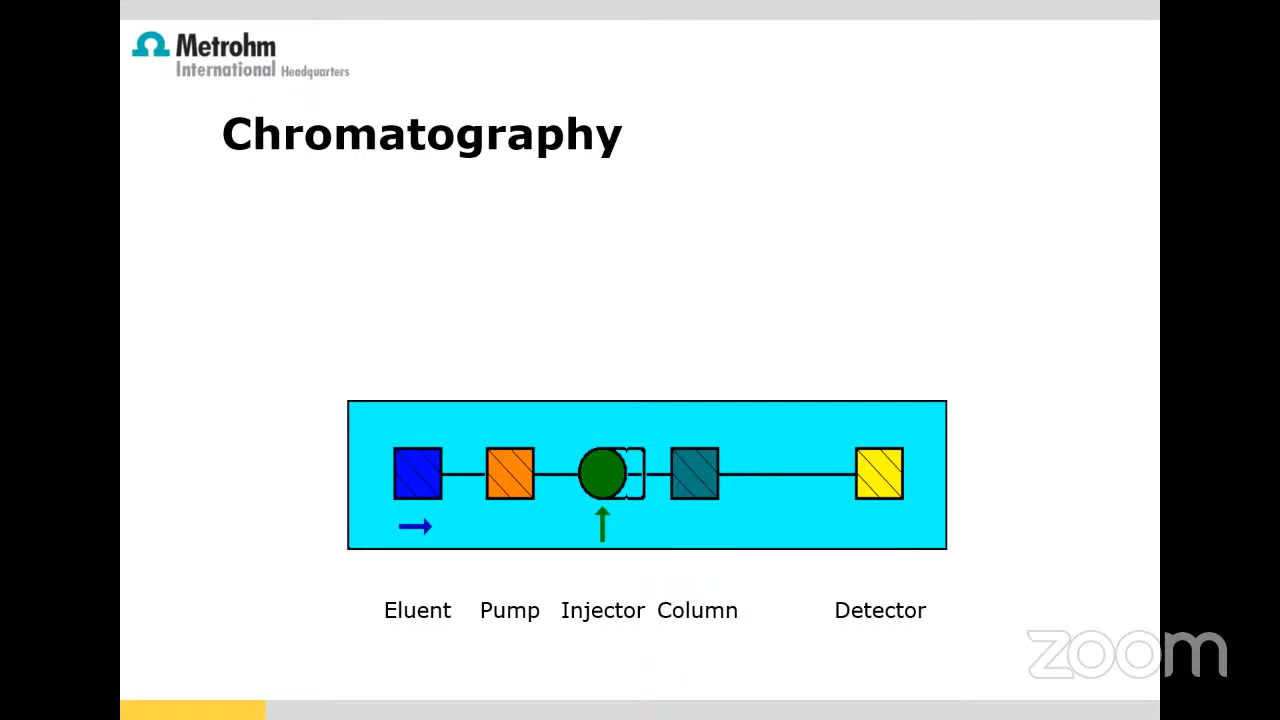 Metrohm
International Headquarters
Chromatography
Eluent Pump Injector Column Detector
zoom